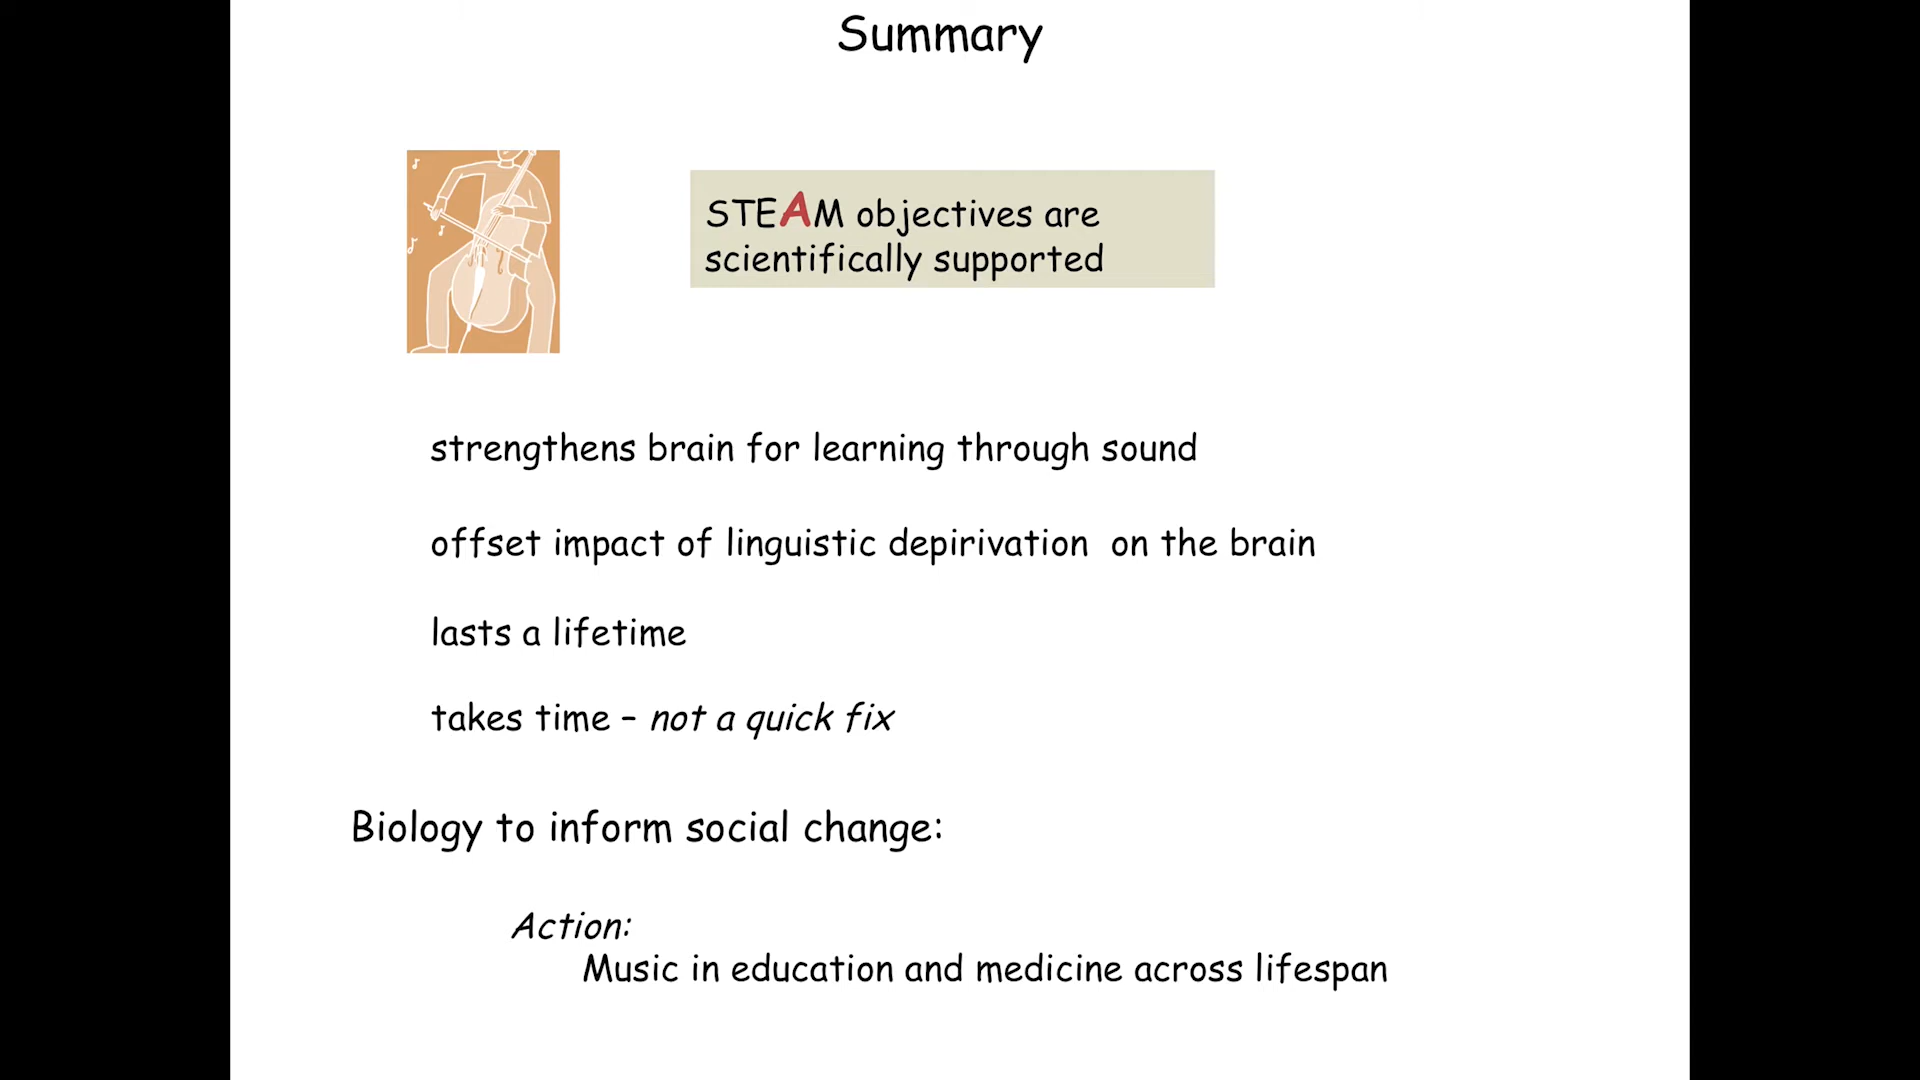 Summary
STEAM objectives are
scientifically supported
strengthens brain for learning through sound
offset impact of linguistic depirivation on the brain
lasts a lifetime
takes time – not a quick fix
Biology to inform social change:
Action:
Music in education and medicine across lifespan